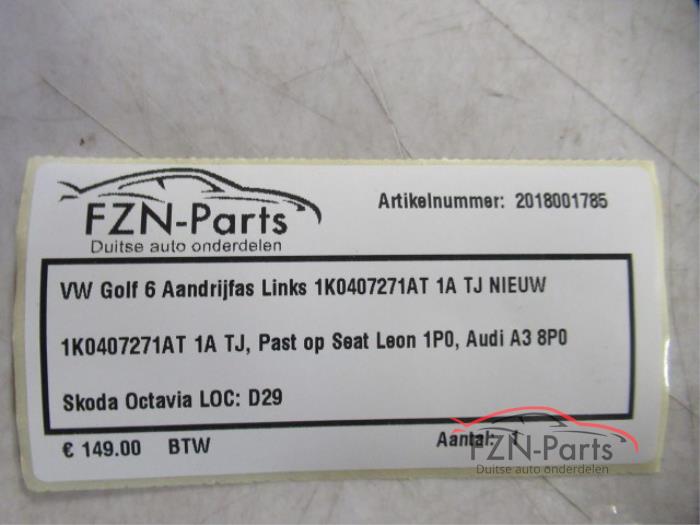 FZN-Parts
Duitse auto onderdelen
Artikelnummer: 2018001785
VW Golf 6 Aandrijfas Links 1K0407271AT 1A TJ NIEUW
1K0407271AT 1A TJ, Past op Seat Leon 1P0, Audi A3 8P0
Skoda Octavia LOC: D29
€ 149.00 BTW
Aantal: 1
FZN-Parts
Duitse auto onderdelen